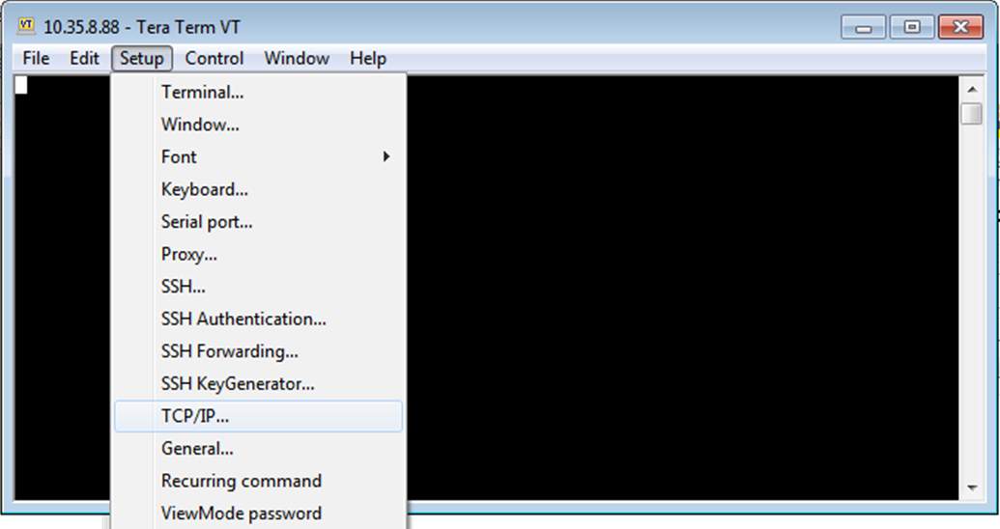 VT 10.35.8.88 - Tera Term VT
File Edit Setup Control Window Help
Terminal...
Window...
Font
Keyboard...
Serial port...
Proxy...
SSH...
SSH Authentication...
SSH Forwarding...
SSH KeyGenerator...
TCP/IP...
General...
Recurring command
ViewMode password